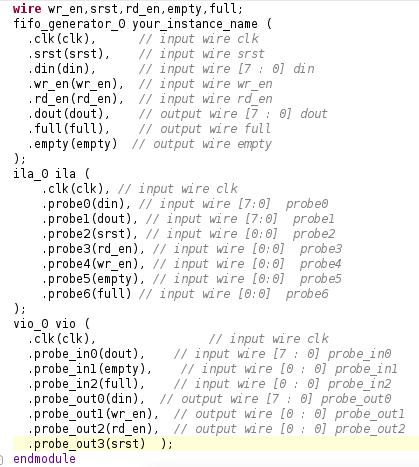 wire wr_en,srst,rd_en,empty,full;
fifo_generator_0 your_instance_name (
.clk(clk), // input wire clk
.srst(srst), // input wire srst
.din(din), // input wire [7 : 0] din
.wr_en(wr_en), // input wire wr_en
.rd_en(rd_en), // input wire rd_en
.dout(dout), // output wire [7 : 0] dout
.full(full), // output wire full
.empty(empty) // output wire empty
);
ila_0 ila (
.clk(clk), // input wire clk
.probe0(din), // input wire [7:0] probe0
.probe1(dout), // input wire [7:0] probe1
.probe2(srst), // input wire [0:0] probe2
.probe3(rd_en), // input wire [0:0] probe3
.probe4(wr_en), // input wire [0:0] probe4
.probe5(empty), // input wire [0:0] probe5
.probe6(full) // input wire [0:0] probe6
);
vio_0 vio (
.clk(clk), // input wire clk
.probe_in0(dout), // input wire [7 : 0] probe_in0
.probe_in1(empty), // input wire [0 : 0] probe_in1
.probe_in2(full), // input wire [0 : 0] probe_in2
.probe_out0(din), // output wire [7 : 0] probe_out0
.probe_out1(wr_en), // output wire [0 : 0] probe_out1
.probe_out2(rd_en), // output wire [0 : 0] probe_out2
.probe_out3(srst) );
endmodule